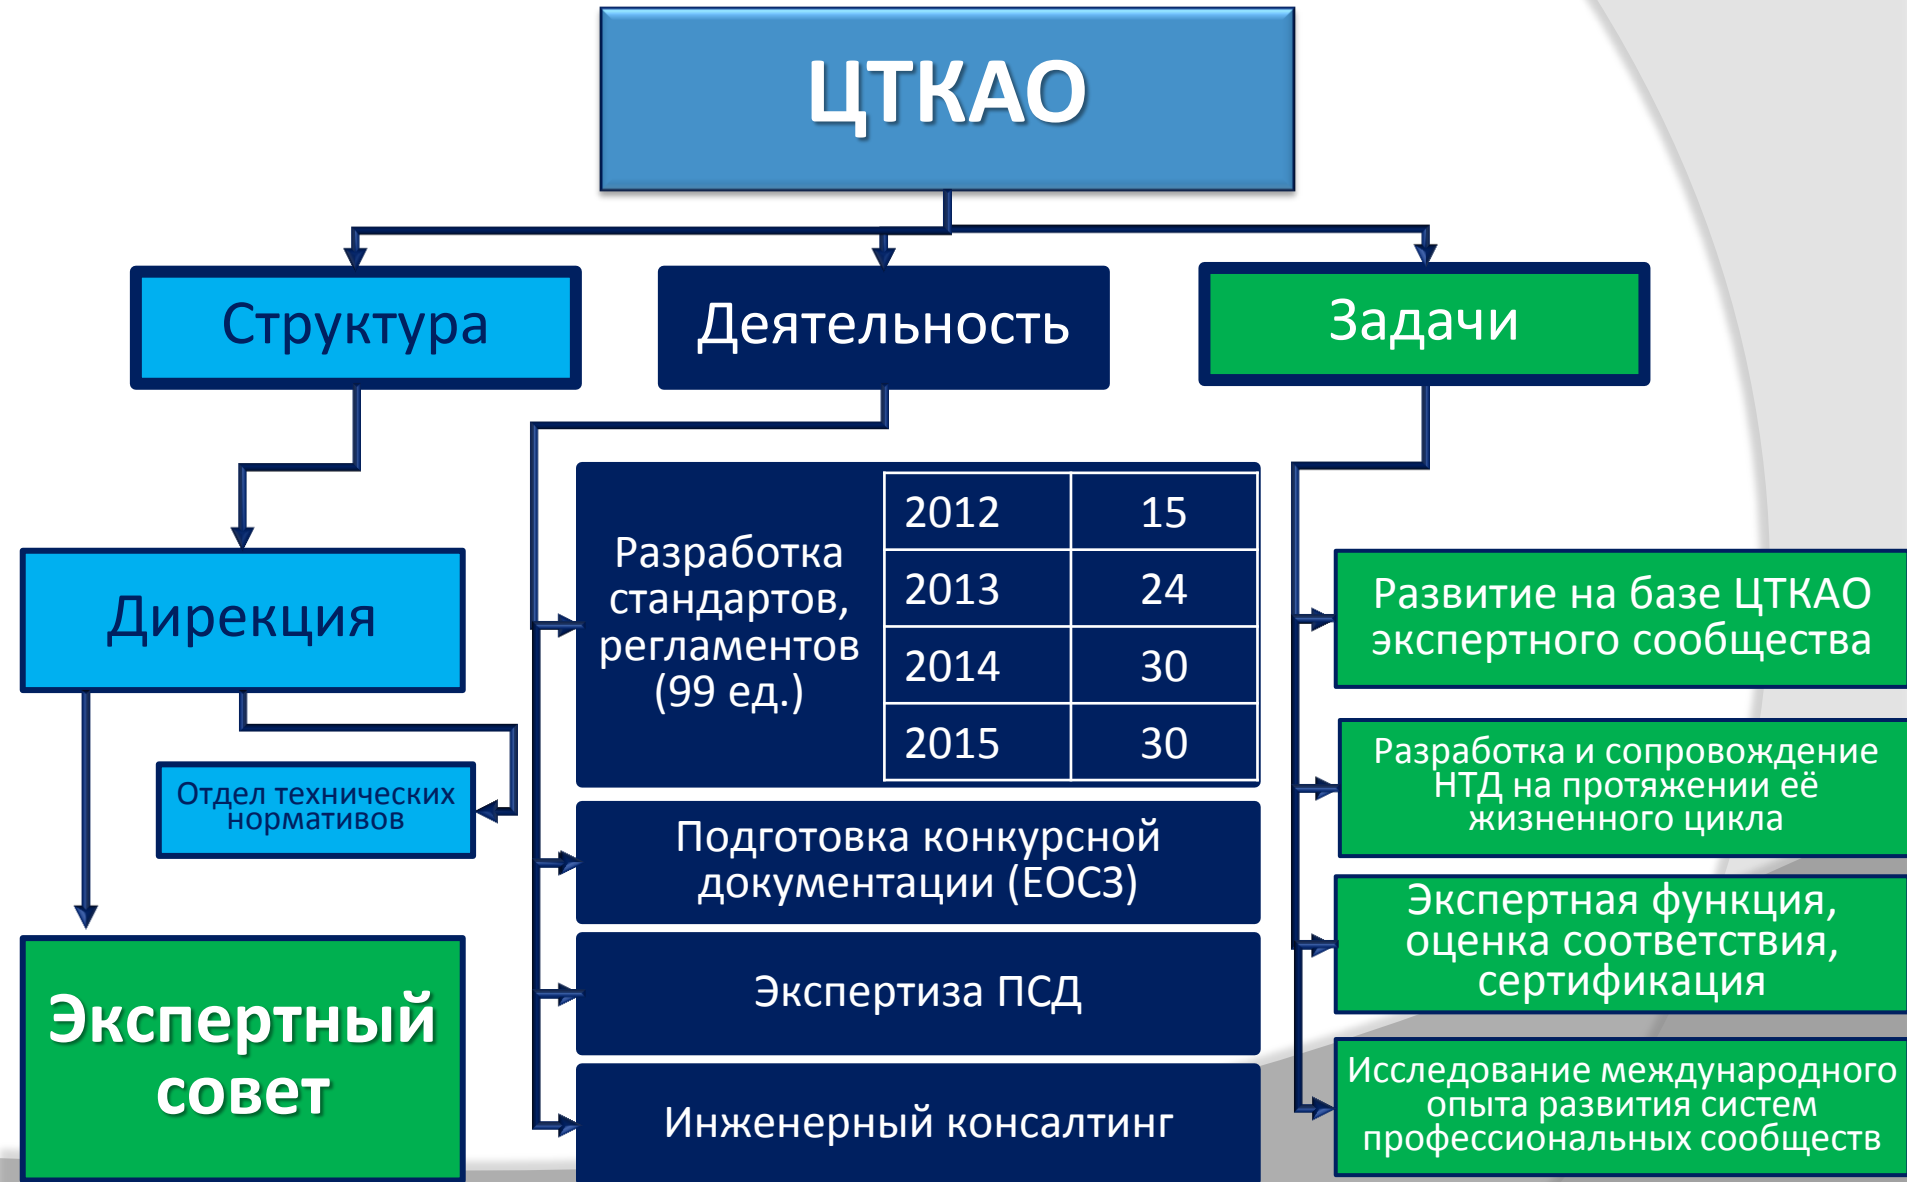 ЦТКАО
Структура
Деятельность
Задачи
Дирекция
Отдел технических
нормативов
Экспертный
совет
Разработка
стандартов,
регламентов
(99 ед.)
2012 15
2013 24
2014 30
2015 30
Подготовка конкурсной
документации (ЕОСЗ)
Экспертиза ПСД
Инженерный консалтинг
Развитие на базе ЦТКАО
экспертного сообщества
Разработка и сопровождение
НТД на протяжении её
жизненного цикла
Экспертная функция,
оценка соответствия,
сертификация
Исследование международного
опыта развития систем
профессиональных сообществ